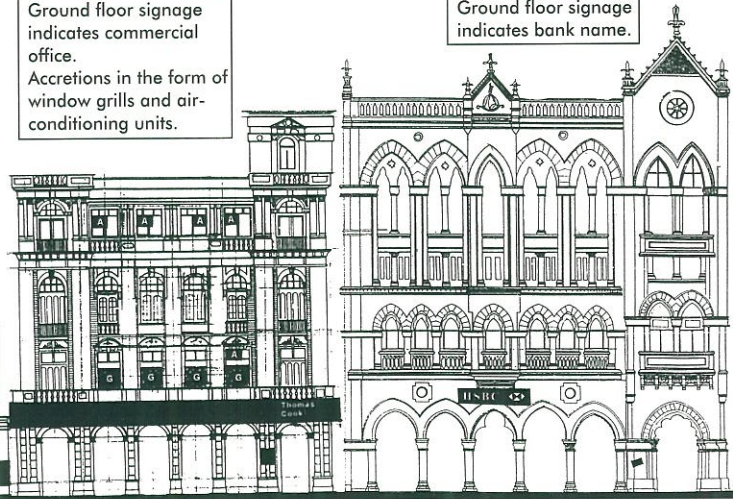 Ground floor signage
indicates commercial
office.
Accretions in the form of
window grills and air-
conditioning units.
Ground floor signage
indicates bank name.
A A A A
A
G G G G
Thomas
Cook
HSBC